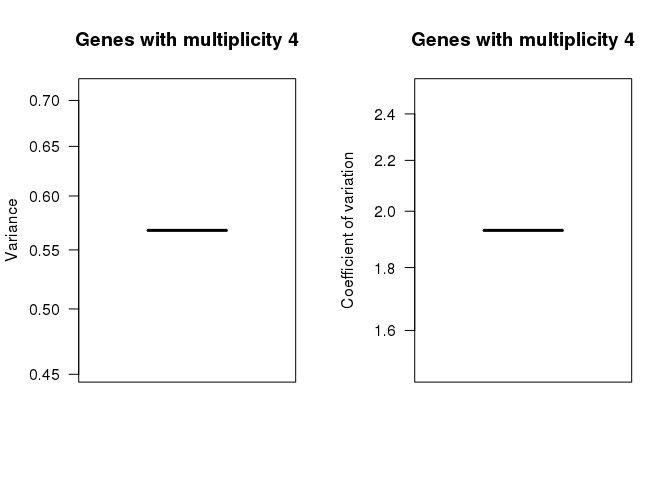 Genes with multiplicity 4
Variance
0.70
0.65
0.60
0.55
0.50
0.45
Genes with multiplicity 4
Coefficient of variation
2.4
2.2
2.0
1.8
1.6